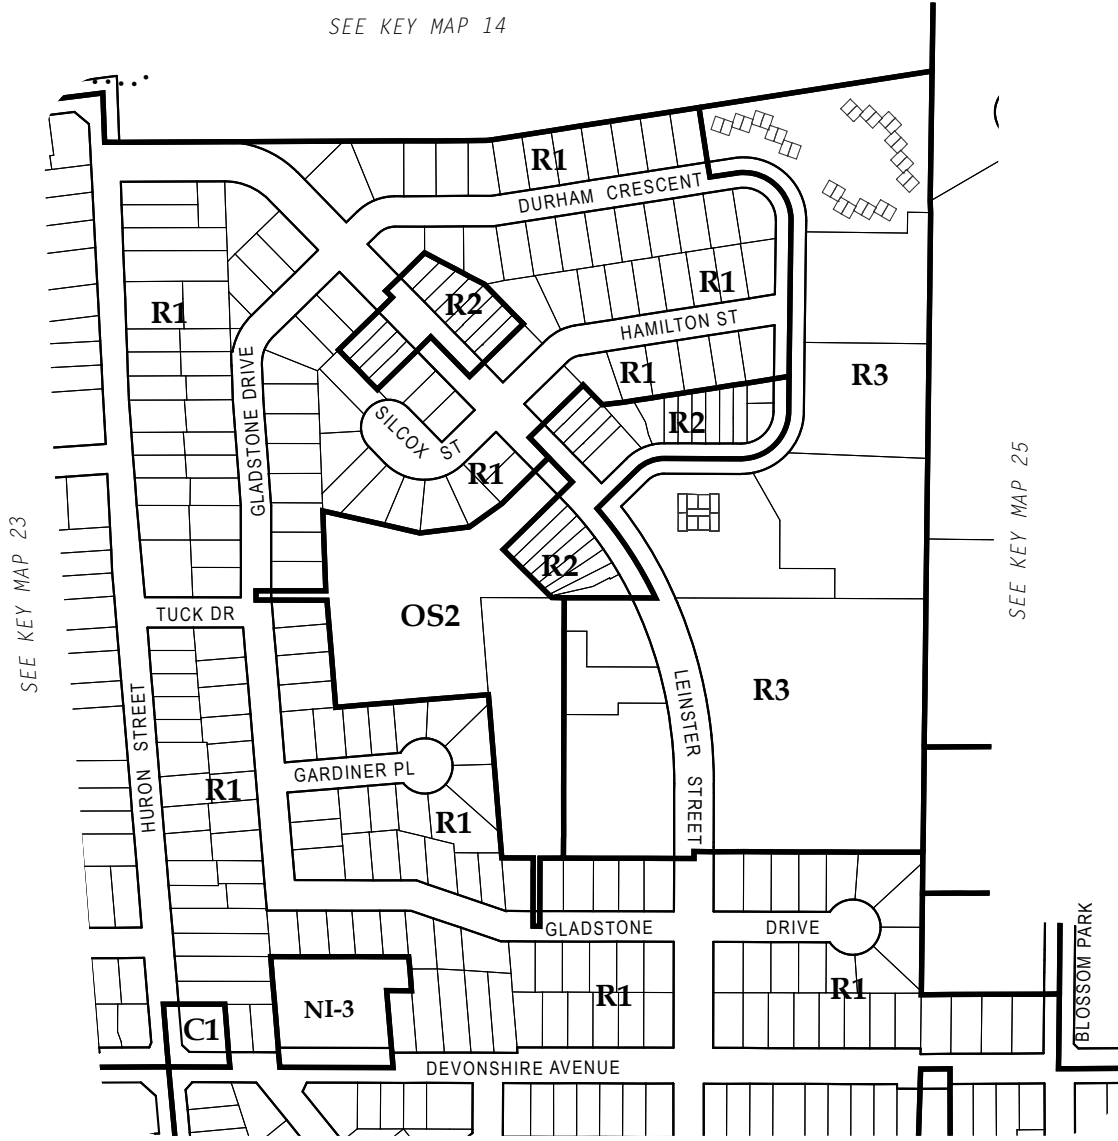 SEE KEY MAP 14
R1
DURHAM CRESCENT
R1
R2
R1
HAMILTON ST
R1
R3
GLADSTONE DRIVE
R2
SILCOX ST
R1
SEE KEY MAP 25
SEE KEY MAP 23
R2
TUCK DR
OS2
R3
LEINSTER STREET
HURON STREET
GARDINER PL
R1
R1
GLADSTONE DRIVE
BLOSSOM PARK
R1
R1
NI-3
C1
DEVONSHIRE AVENUE